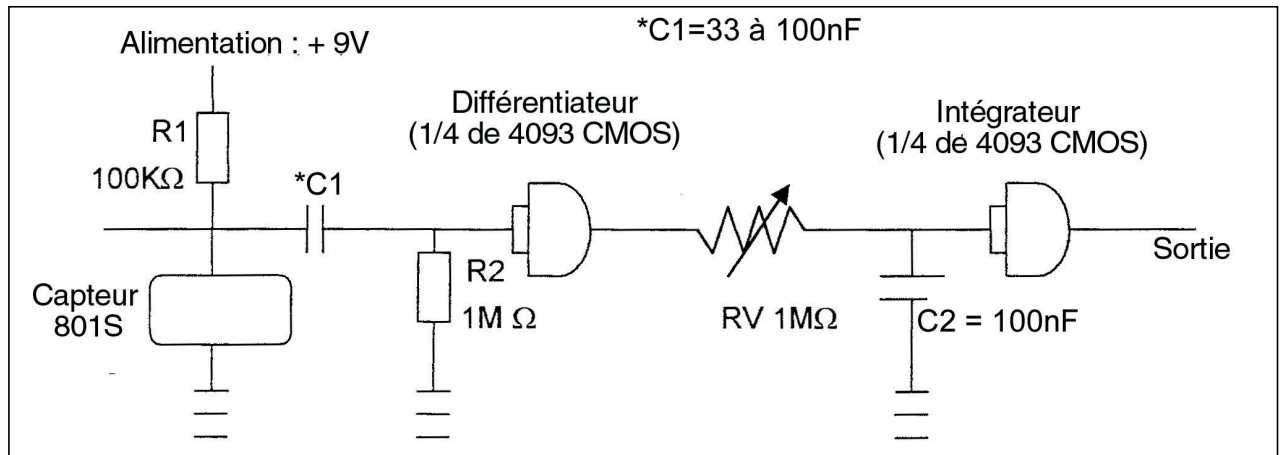 *C1=33 à 100nF
Alimentation : + 9V
Différentiateur
(1/4 de 4093 CMOS)
Intégrateur
(1/4 de 4093 CMOS)
R1
100KΩ
*C1
Sortie
Capteur
801S
R2
1M Ω
RV 1MΩ
C2 = 100nF